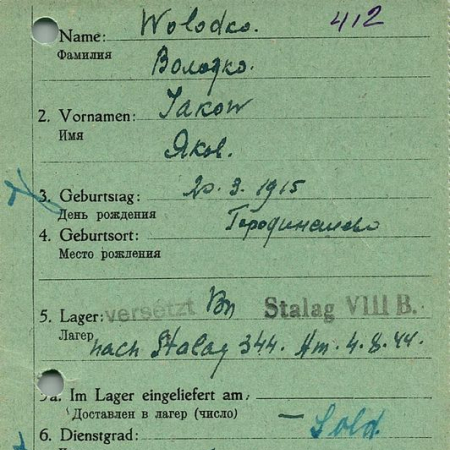 Name: Wolodko. 412
Фамилия Володко.
2. Vornamen: Jakow
Имя Яков.
3. Geburtstag: 20.3.1915
День рождения
4. Geburtsort:
Место рождения
5. Lager: versetzt Stalag VIII B.
Лагер nach Stalag 344. Am. 4.8.44.
a. Im Lager eingeliefert am
Доставлен в лагер (число) — Sold.
6. Dienstgrad: